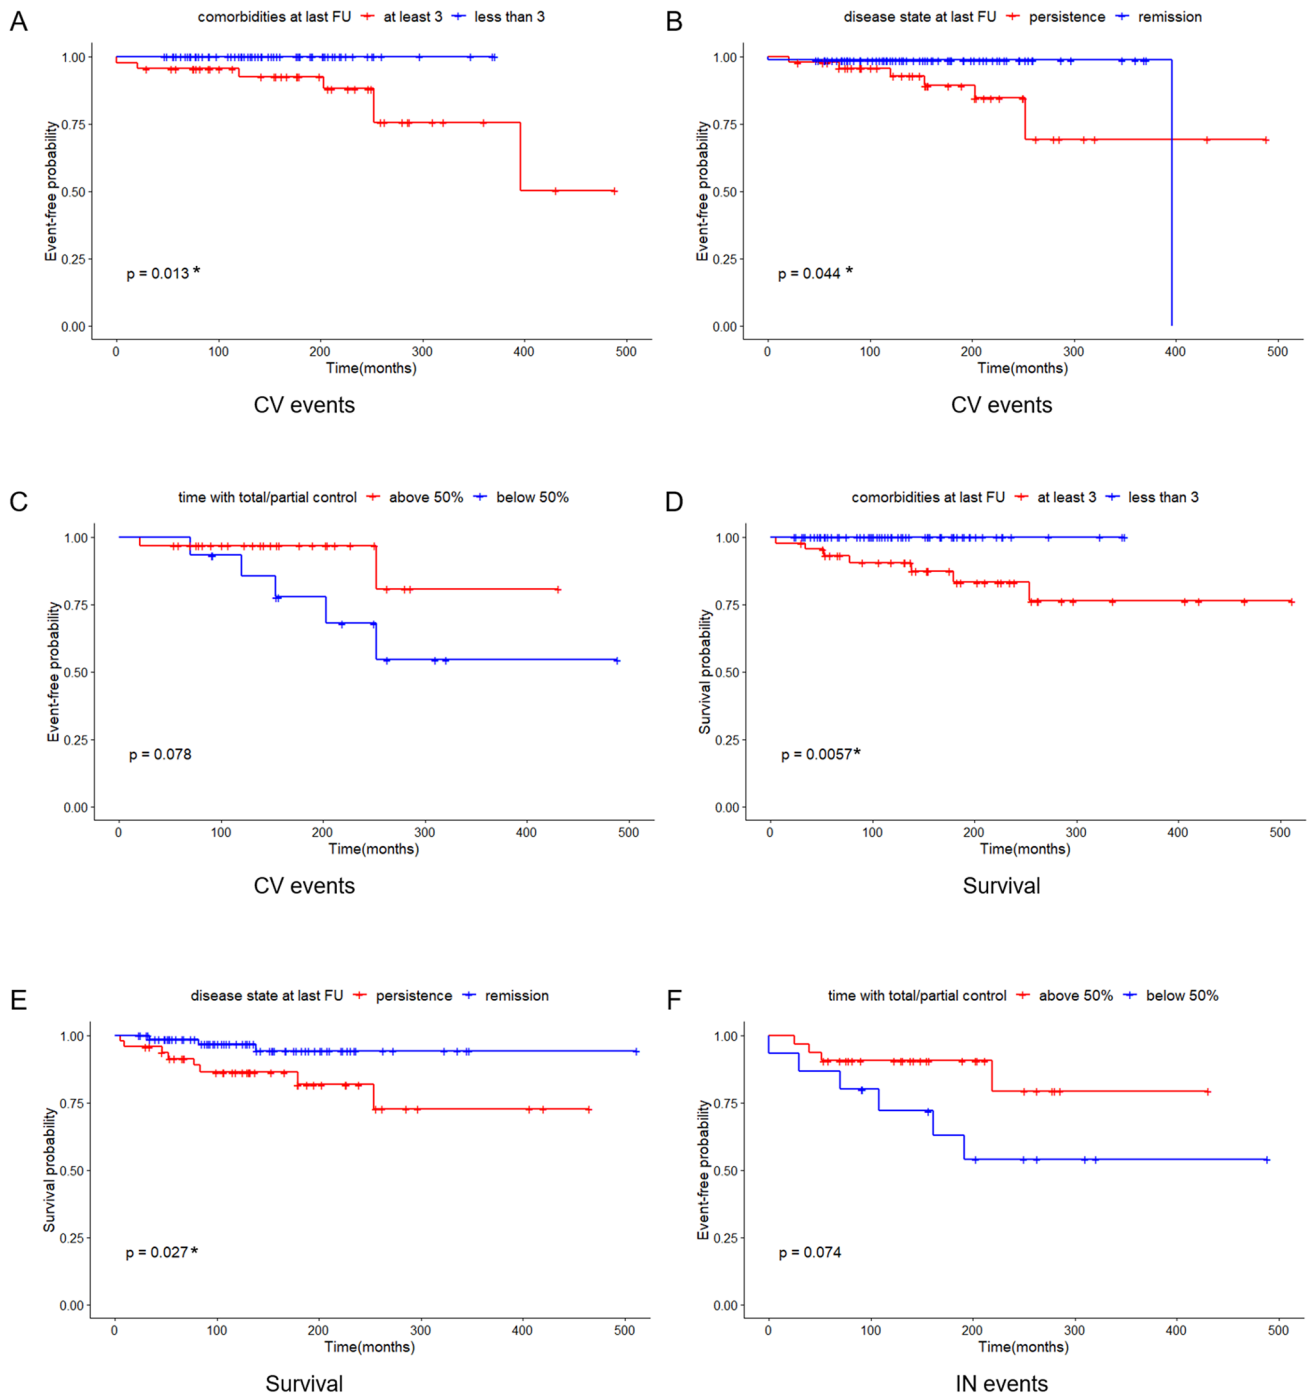 A
comorbidities at last FU at least 3 less than 3
Event-free probability
1.00
0.75
0.50
0.25
0.00
p = 0.013 *
0 100 200 300 400 500
Time(months)
CV events
B
disease state at last FU persistence remission
Event-free probability
1.00
0.75
0.50
0.25
0.00
p = 0.044 *
0 100 200 300 400 500
Time(months)
CV events
C
time with total/partial control above 50% below 50%
Event-free probability
1.00
0.75
0.50
0.25
0.00
p = 0.078
0 100 200 300 400 500
Time(months)
CV events
D
comorbidities at last FU at least 3 less than 3
Survival probability
1.00
0.75
0.50
0.25
0.00
p = 0.0057*
0 100 200 300 400 500
Time(months)
Survival
E
disease state at last FU persistence remission
Survival probability
1.00
0.75
0.50
0.25
0.00
p = 0.027*
0 100 200 300 400 500
Time(months)
Survival
F
time with total/partial control above 50% below 50%
Event-free probability
1.00
0.75
0.50
0.25
0.00
p = 0.074
0 100 200 300 400 500
Time(months)
IN events